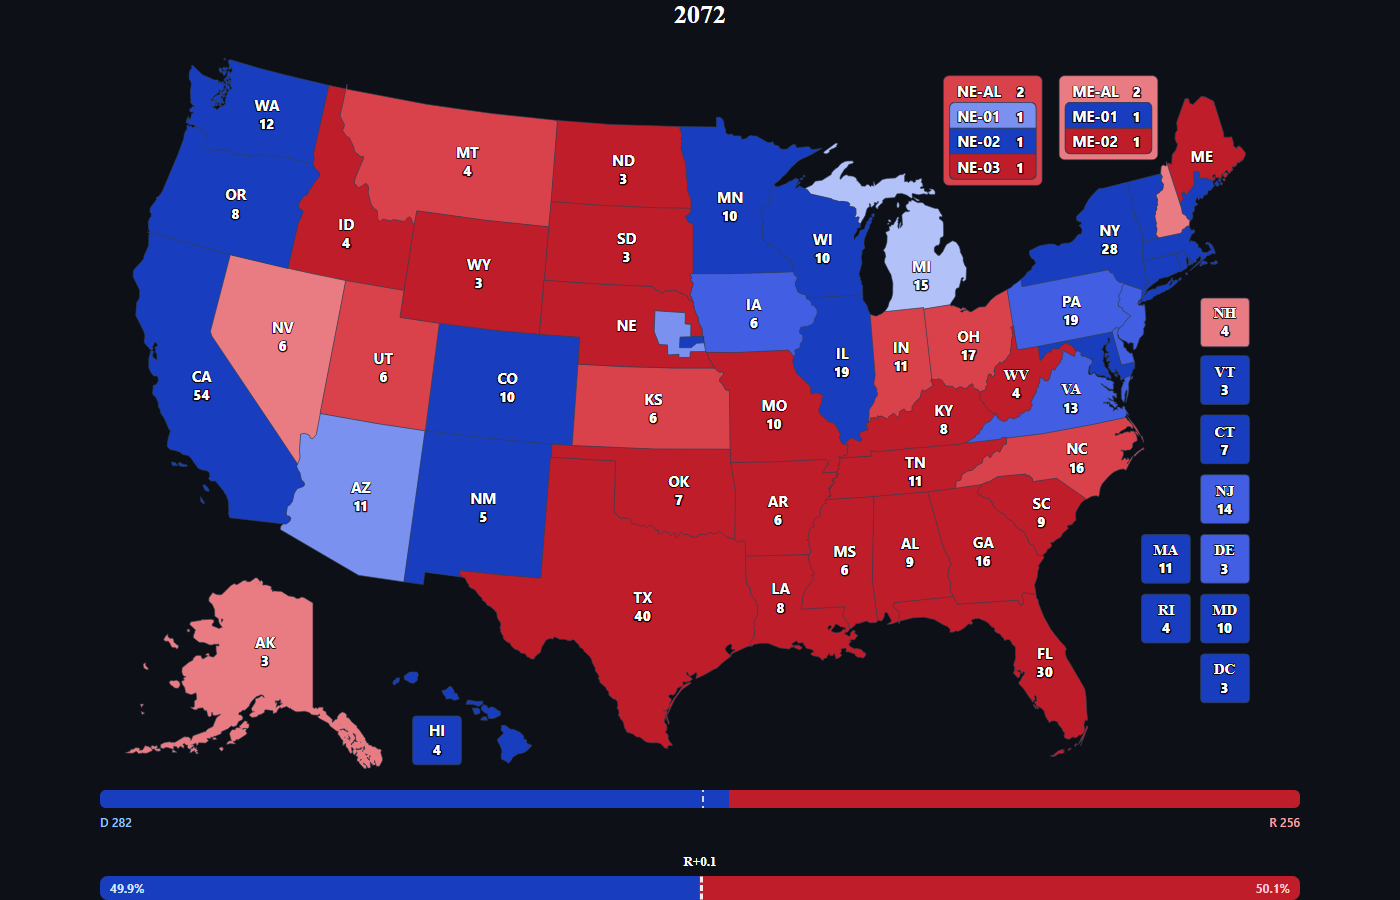 2072
NE-AL 2
NE-01 1
NE-02 1
NE-03 1
ME-AL 2
ME-01 1
ME-02 1
WA
12
OR
8
CA
54
NV
6
ID
4
MT
4
WY
3
UT
6
AZ
11
CO
10
NM
5
ND
3
SD
3
NE
KS
6
OK
7
TX
40
MN
10
IA
6
MO
10
AR
6
LA
8
WI
10
IL
19
MI
15
IN
11
OH
17
KY
8
TN
11
MS
6
AL
9
GA
16
FL
30
SC
9
NC
16
VA
13
WV
4
PA
19
NY
28
ME
AK
3
HI
4
NH
4
VT
3
CT
7
NJ
14
MA
11
DE
3
RI
4
MD
10
DC
3
D 282
R 256
R+0.1
49.9%
50.1%